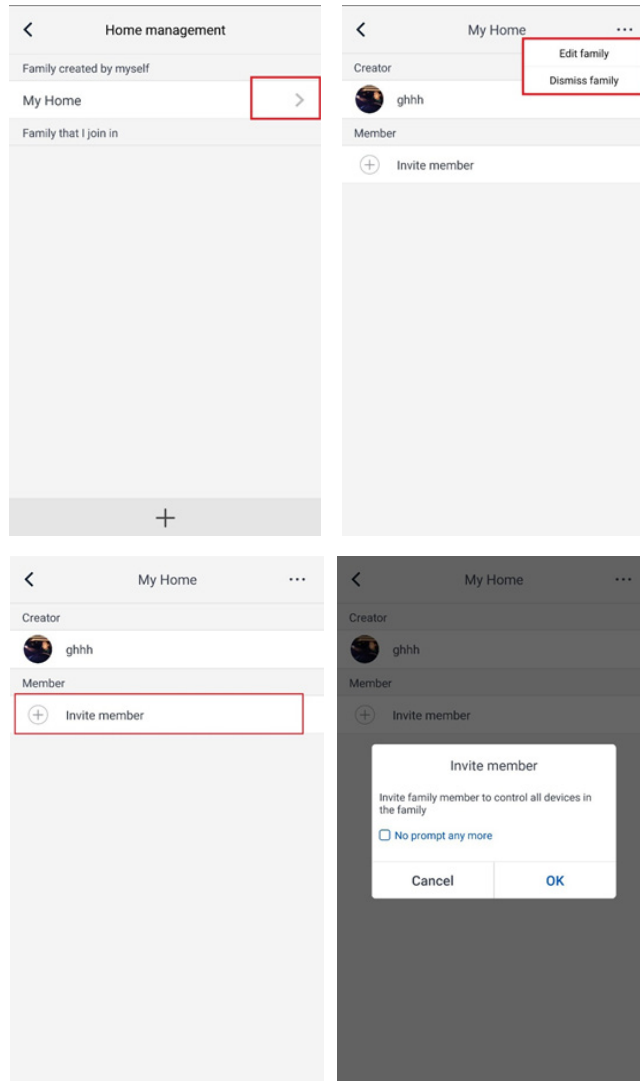 Home management
Family created by myself
My Home
Family that I join in
My Home
Edit family
Dismiss family
Creator
ghhh
Member
Invite member
My Home
Creator
ghhh
Member
Invite member
My Home
Creator
ghhh
Member
Invite member
Invite member
Invite family member to control all devices in
the family
No prompt any more
Cancel OK